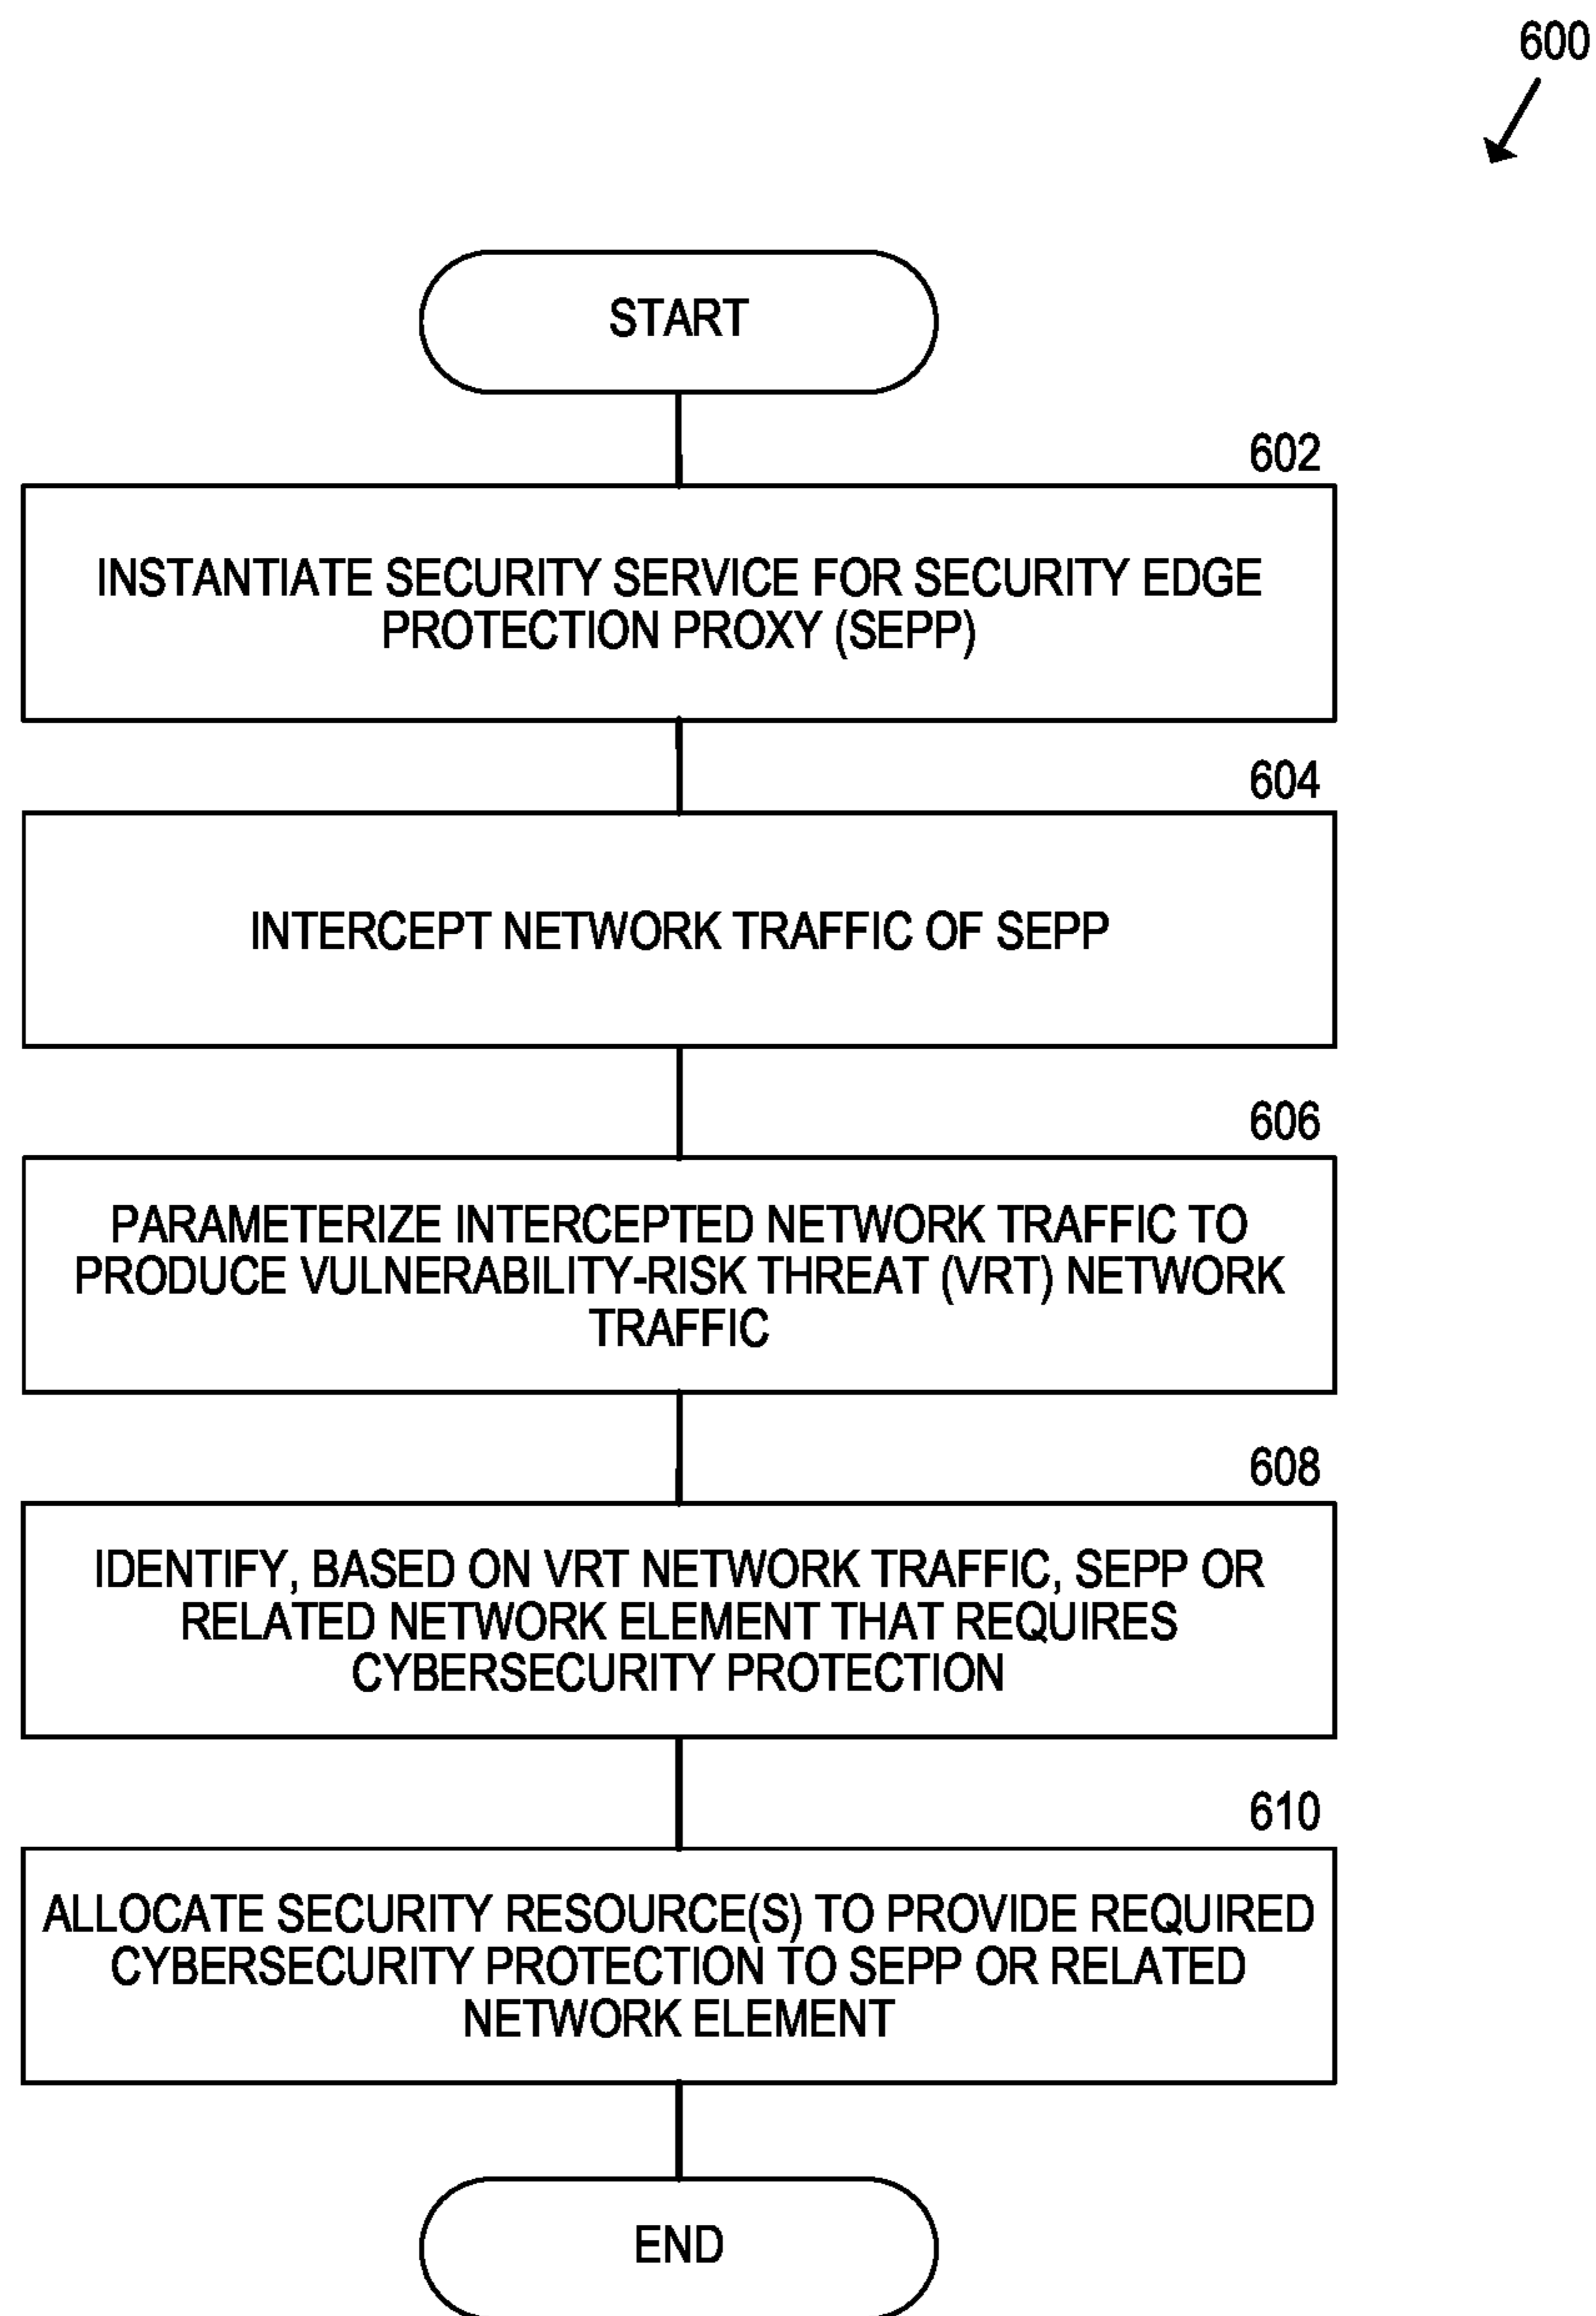 600
START
602
INSTANTIATE SECURITY SERVICE FOR SECURITY EDGE
PROTECTION PROXY (SEPP)
604
INTERCEPT NETWORK TRAFFIC OF SEPP
606
PARAMETERIZE INTERCEPTED NETWORK TRAFFIC TO
PRODUCE VULNERABILITY-RISK THREAT (VRT) NETWORK
TRAFFIC
608
IDENTIFY, BASED ON VRT NETWORK TRAFFIC, SEPP OR
RELATED NETWORK ELEMENT THAT REQUIRES
CYBERSECURITY PROTECTION
610
ALLOCATE SECURITY RESOURCE(S) TO PROVIDE REQUIRED
CYBERSECURITY PROTECTION TO SEPP OR RELATED
NETWORK ELEMENT
END